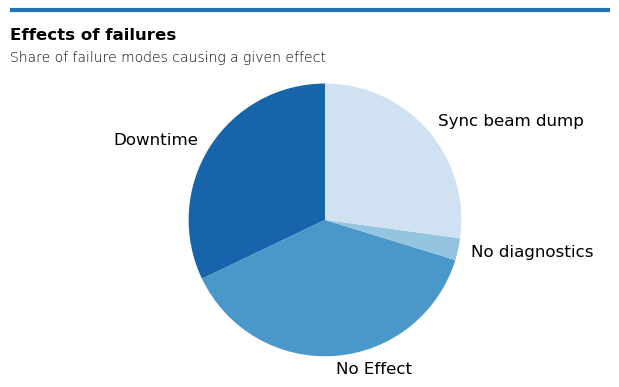 Effects of failures
Share of failure modes causing a given effect
Sync beam dump
Downtime
No diagnostics
No Effect